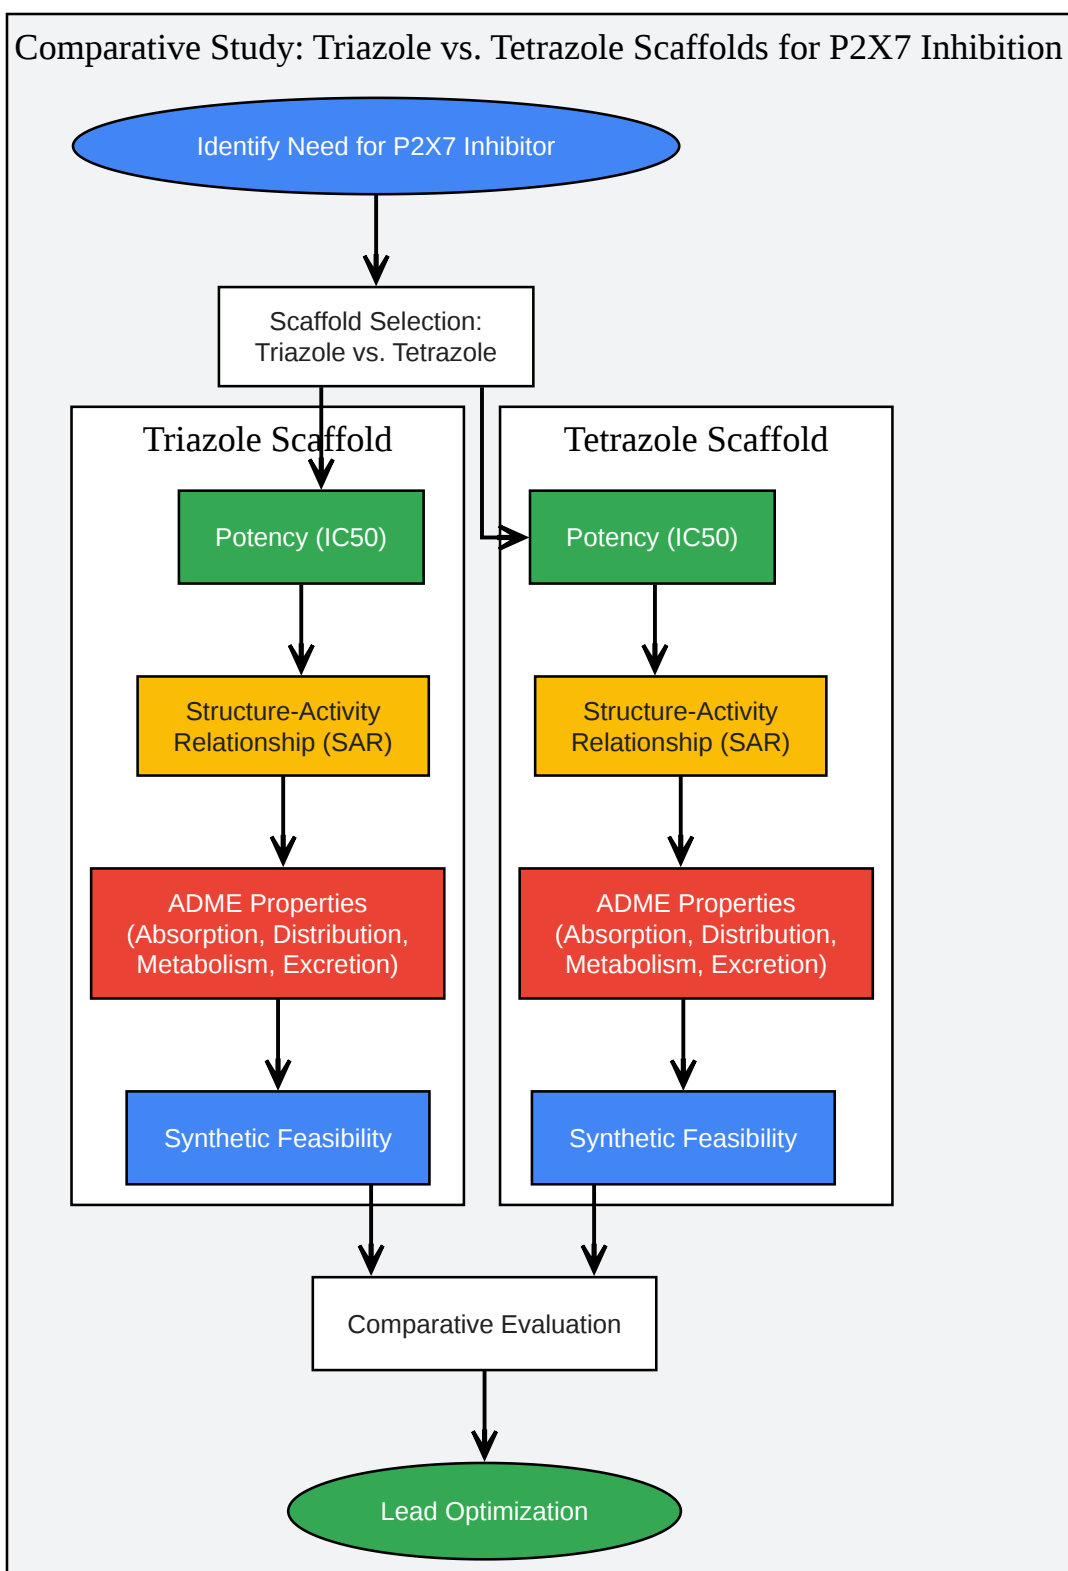 Comparative Study: Triazole vs. Tetrazole Scaffolds for P2X7 Inhibition
Identify Need for P2X7 Inhibitor
Scaffold Selection:
Triazole vs. Tetrazole
Triazole Scaffold
Potency (IC50)
Structure-Activity
Relationship (SAR)
ADME Properties
(Absorption, Distribution,
Metabolism, Excretion)
Synthetic Feasibility
Tetrazole Scaffold
Potency (IC50)
Structure-Activity
Relationship (SAR)
ADME Properties
(Absorption, Distribution,
Metabolism, Excretion)
Synthetic Feasibility
Comparative Evaluation
Lead Optimization